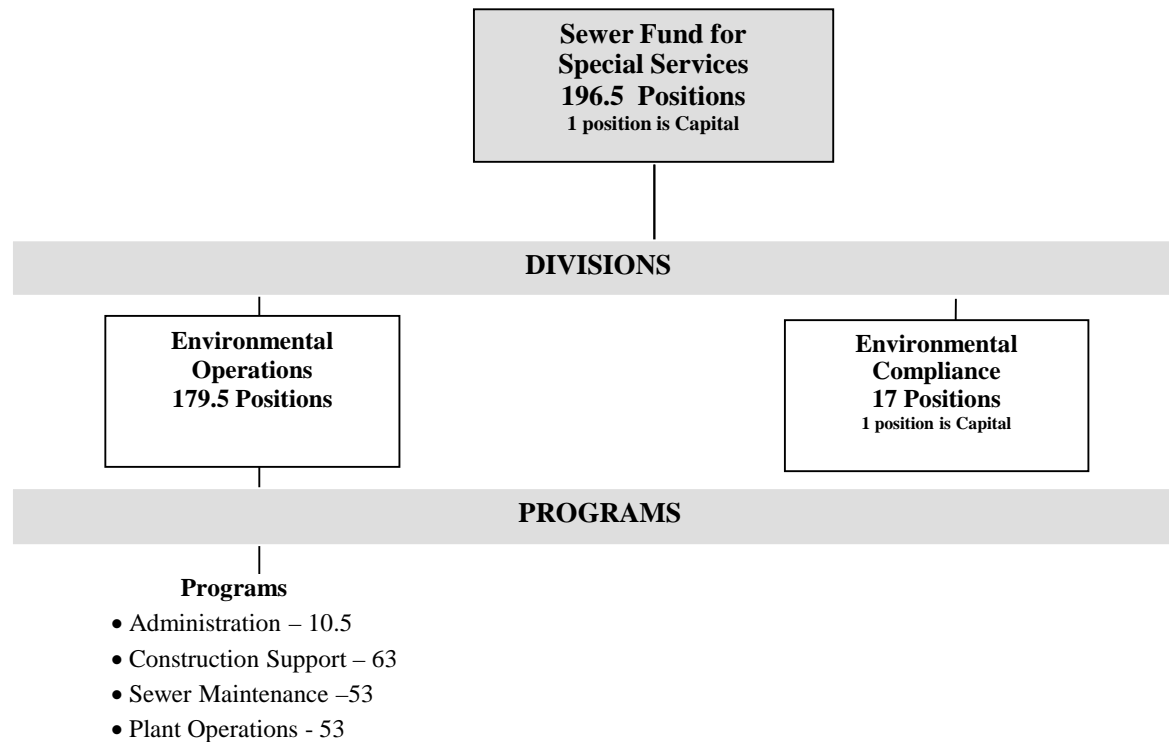 Sewer Fund for
Special Services
196.5 Positions
1 position is Capital
DIVISIONS
Environmental
Operations
179.5 Positions
Environmental
Compliance
17 Positions
1 position is Capital
PROGRAMS
Programs
• Administration – 10.5
• Construction Support – 63
• Sewer Maintenance –53
• Plant Operations - 53